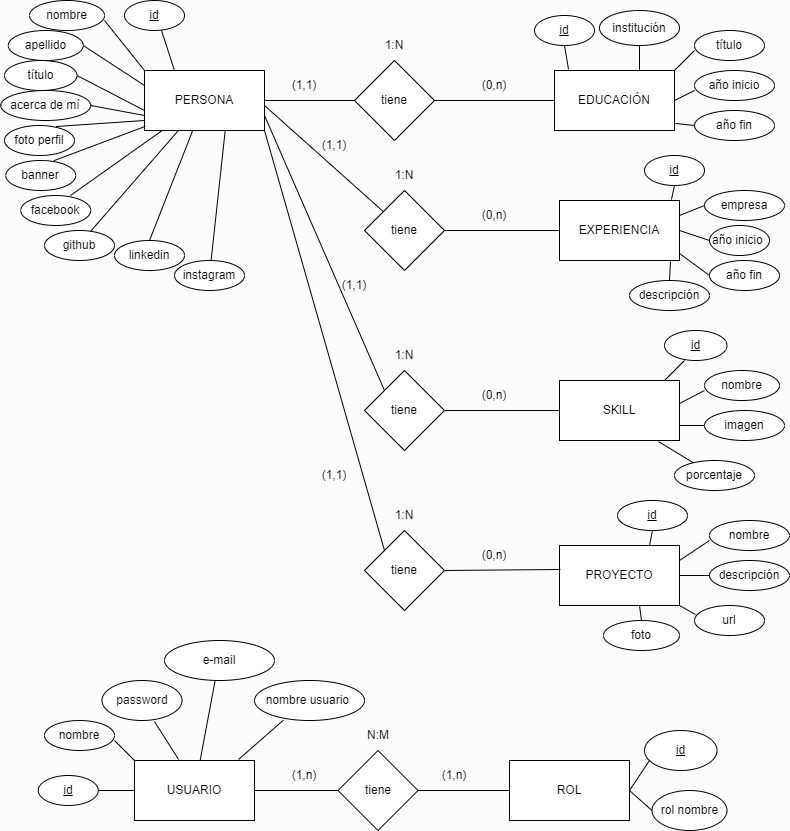 nombre
id
apellido
título
acerca de mí
foto perfil
banner
facebook
github
linkedin
instagram
PERSONA
(1,1)
1:N
tiene
(0,n)
id
institución
título
año inicio
año fin
EDUCACIÓN
(1,1)
1:N
tiene
(0,n)
id
EXPERIENCIA
empresa
año inicio
año fin
descripción
(1,1)
1:N
tiene
(0,n)
id
SKILL
nombre
imagen
porcentaje
(1,1)
1:N
tiene
(0,n)
id
PROYECTO
nombre
descripción
url
foto
e-mail
password
nombre usuario
nombre
id
USUARIO
(1,n)
N:M
tiene
(1,n)
ROL
id
rol nombre